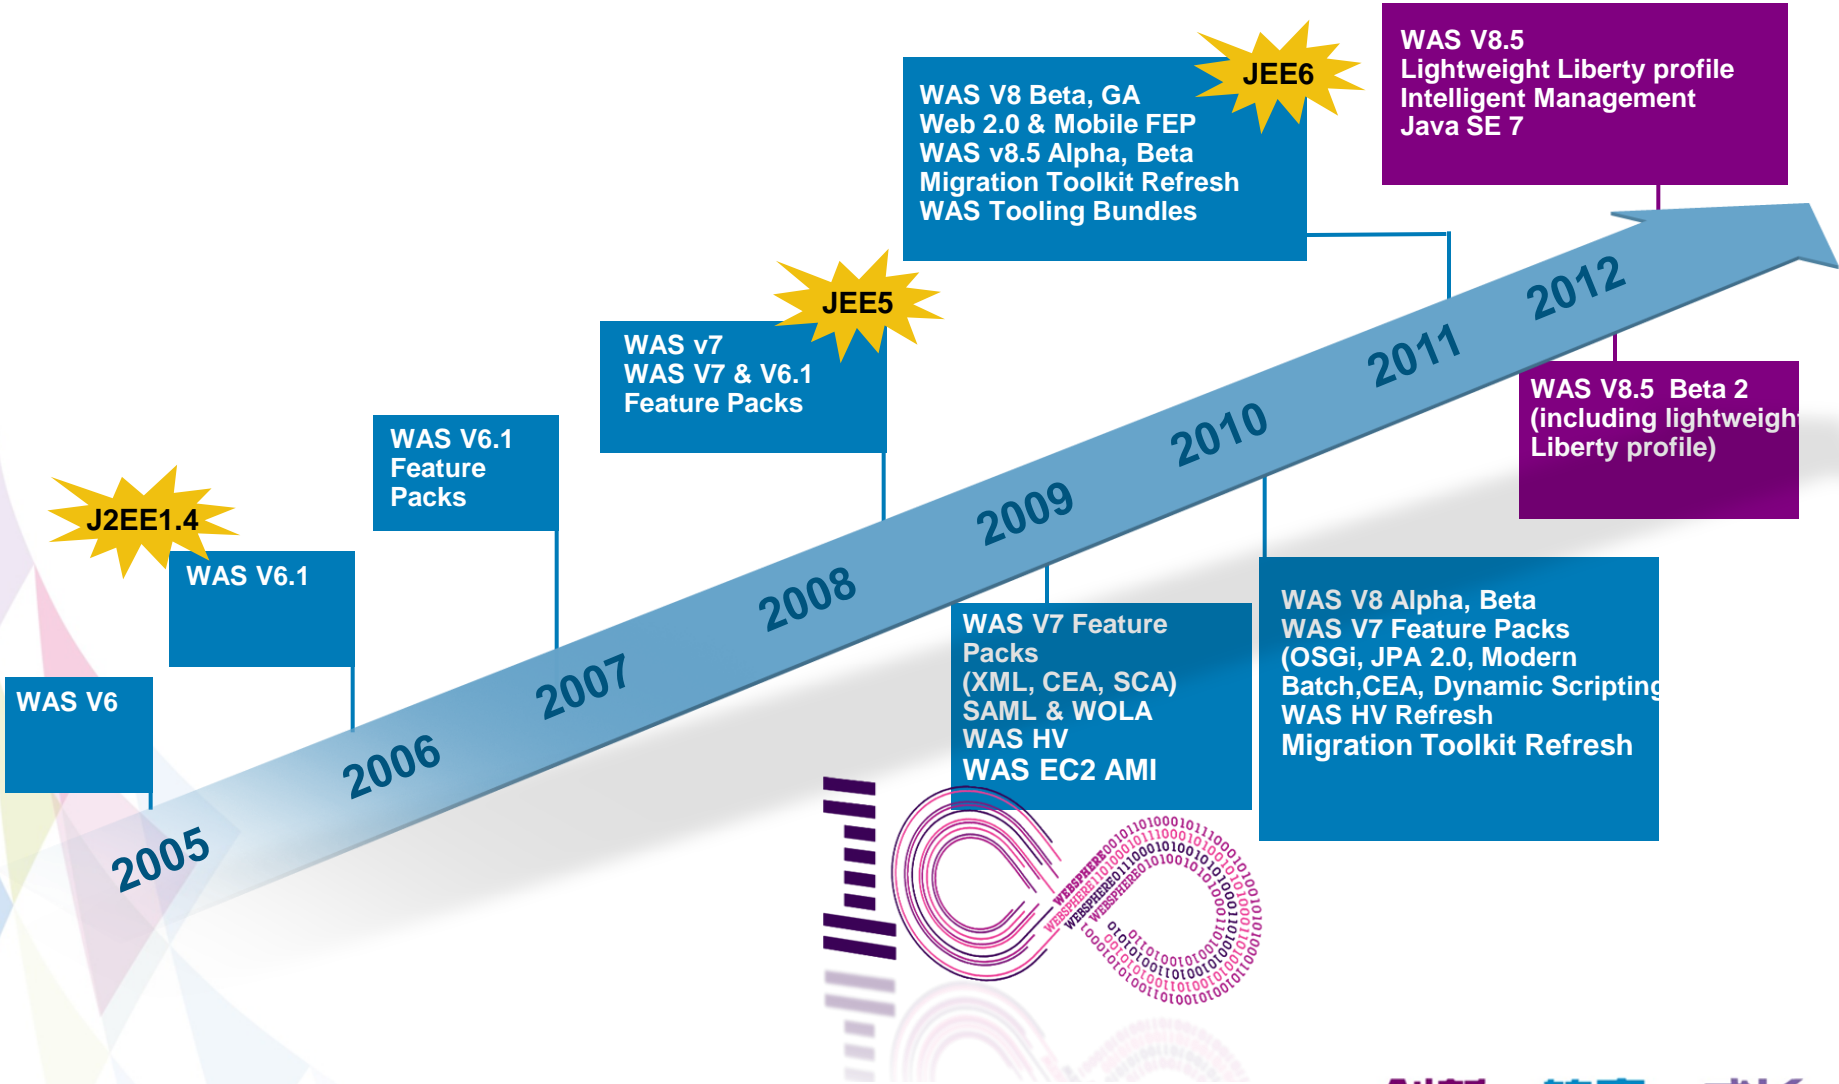 WAS V8.5
Lightweight Liberty profile
Intelligent Management
Java SE 7
JEE6
WAS V8 Beta, GA
Web 2.0 & Mobile FEP
WAS v8.5 Alpha, Beta
Migration Toolkit Refresh
WAS Tooling Bundles
JEE5
WAS v7
WAS V7 & V6.1
Feature Packs
WAS V6.1
Feature
Packs
J2EE1.4
WAS V6.1
WAS V6
2005
2006
2007
2008
2009
2010
2011
2012
WAS V8.5 Beta 2
(including lightweight
Liberty profile)
WAS V7 Feature
Packs
(XML, CEA, SCA)
SAML & WOLA
WAS HV
WAS EC2 AMI
WAS V8 Alpha, Beta
WAS V7 Feature Packs
(OSGi, JPA 2.0, Modern
Batch,CEA, Dynamic Scripting
WAS HV Refresh
Migration Toolkit Refresh
WEBSPHERE
WEBSPHERE
WEBSPHERE
WEBSPHERE